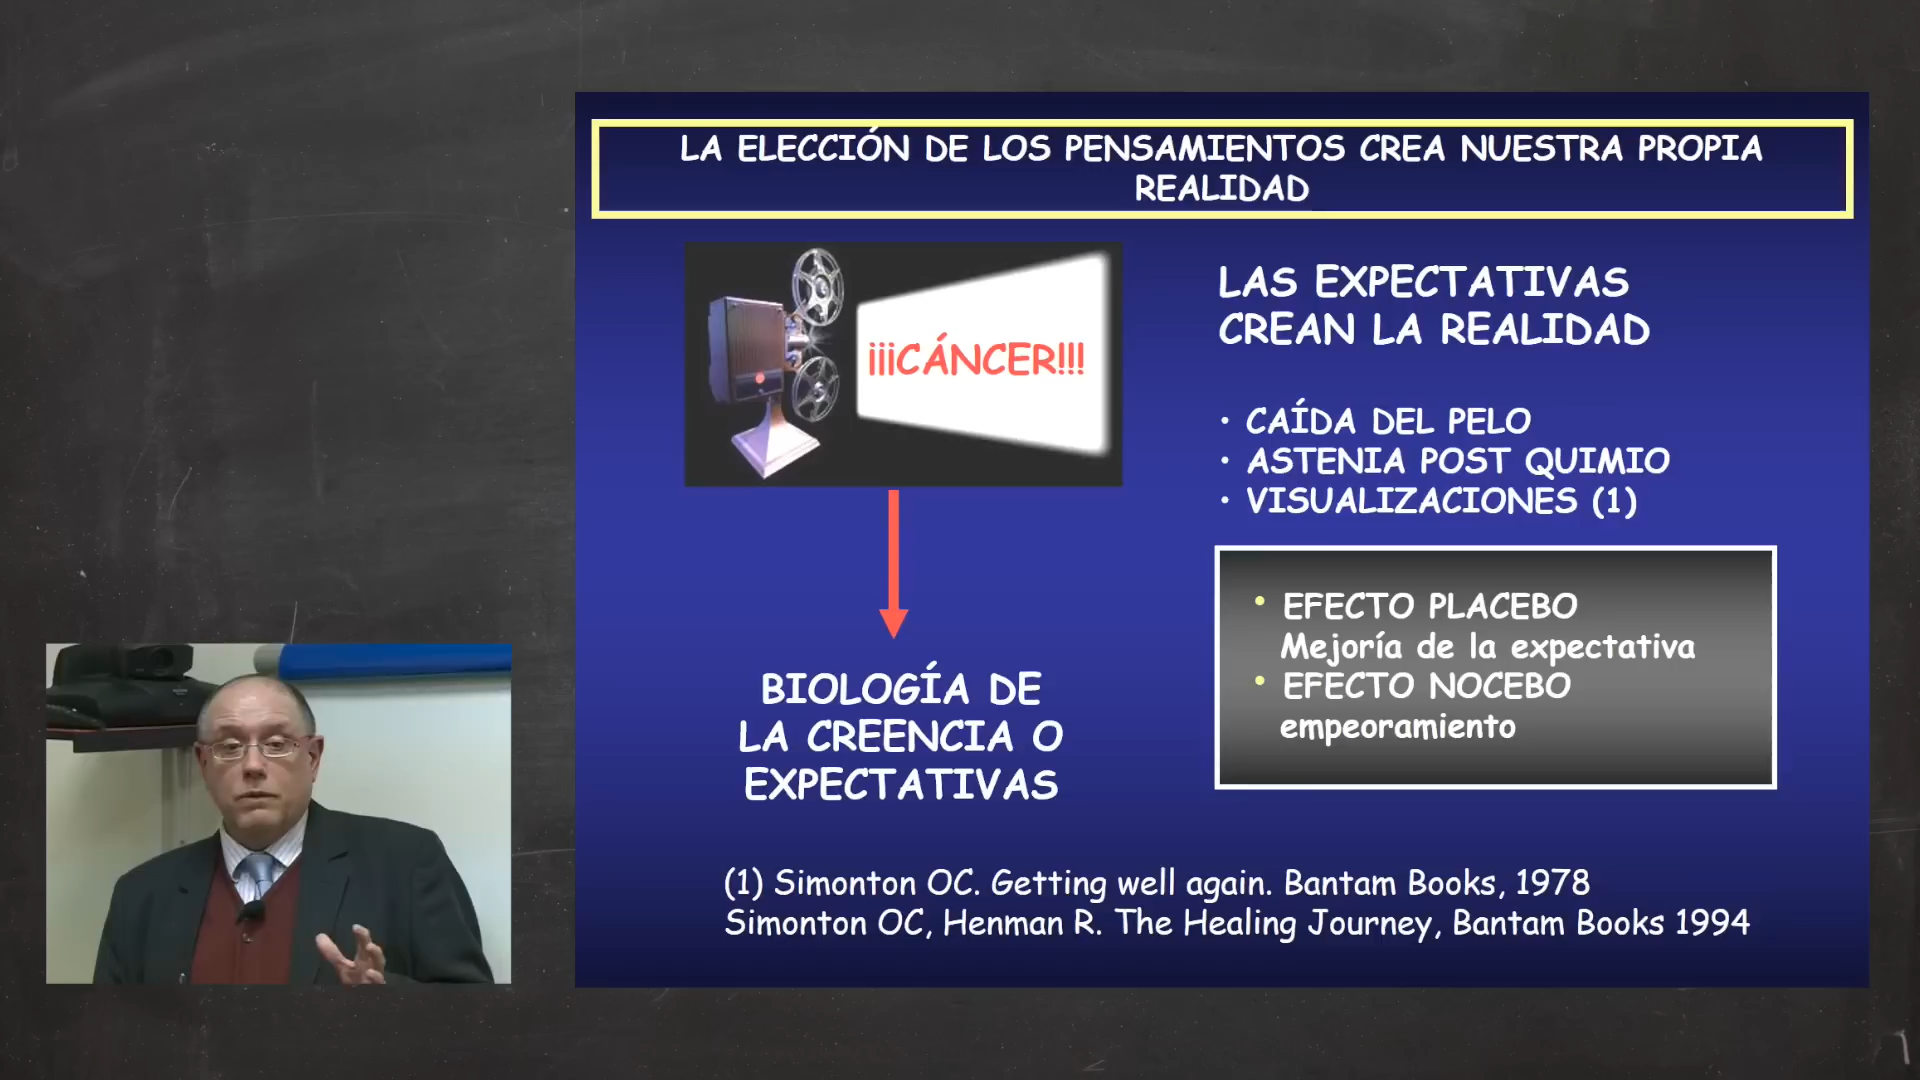 LA ELECCIÓN DE LOS PENSAMIENTOS CREA NUESTRA PROPIA
REALIDAD
¡¡¡CÁNCER!!!
BIOLOGÍA DE
LA CREENCIA O
EXPECTATIVAS
LAS EXPECTATIVAS
CREAN LA REALIDAD
• CAÍDA DEL PELO
• ASTENIA POST QUIMIO
• VISUALIZACIONES (1)
• EFECTO PLACEBO
Mejoría de la expectativa
• EFECTO NOCEBO
empeoramiento
(1) Simonton OC. Getting well again. Bantam Books, 1978
Simonton OC, Henman R. The Healing Journey, Bantam Books 1994